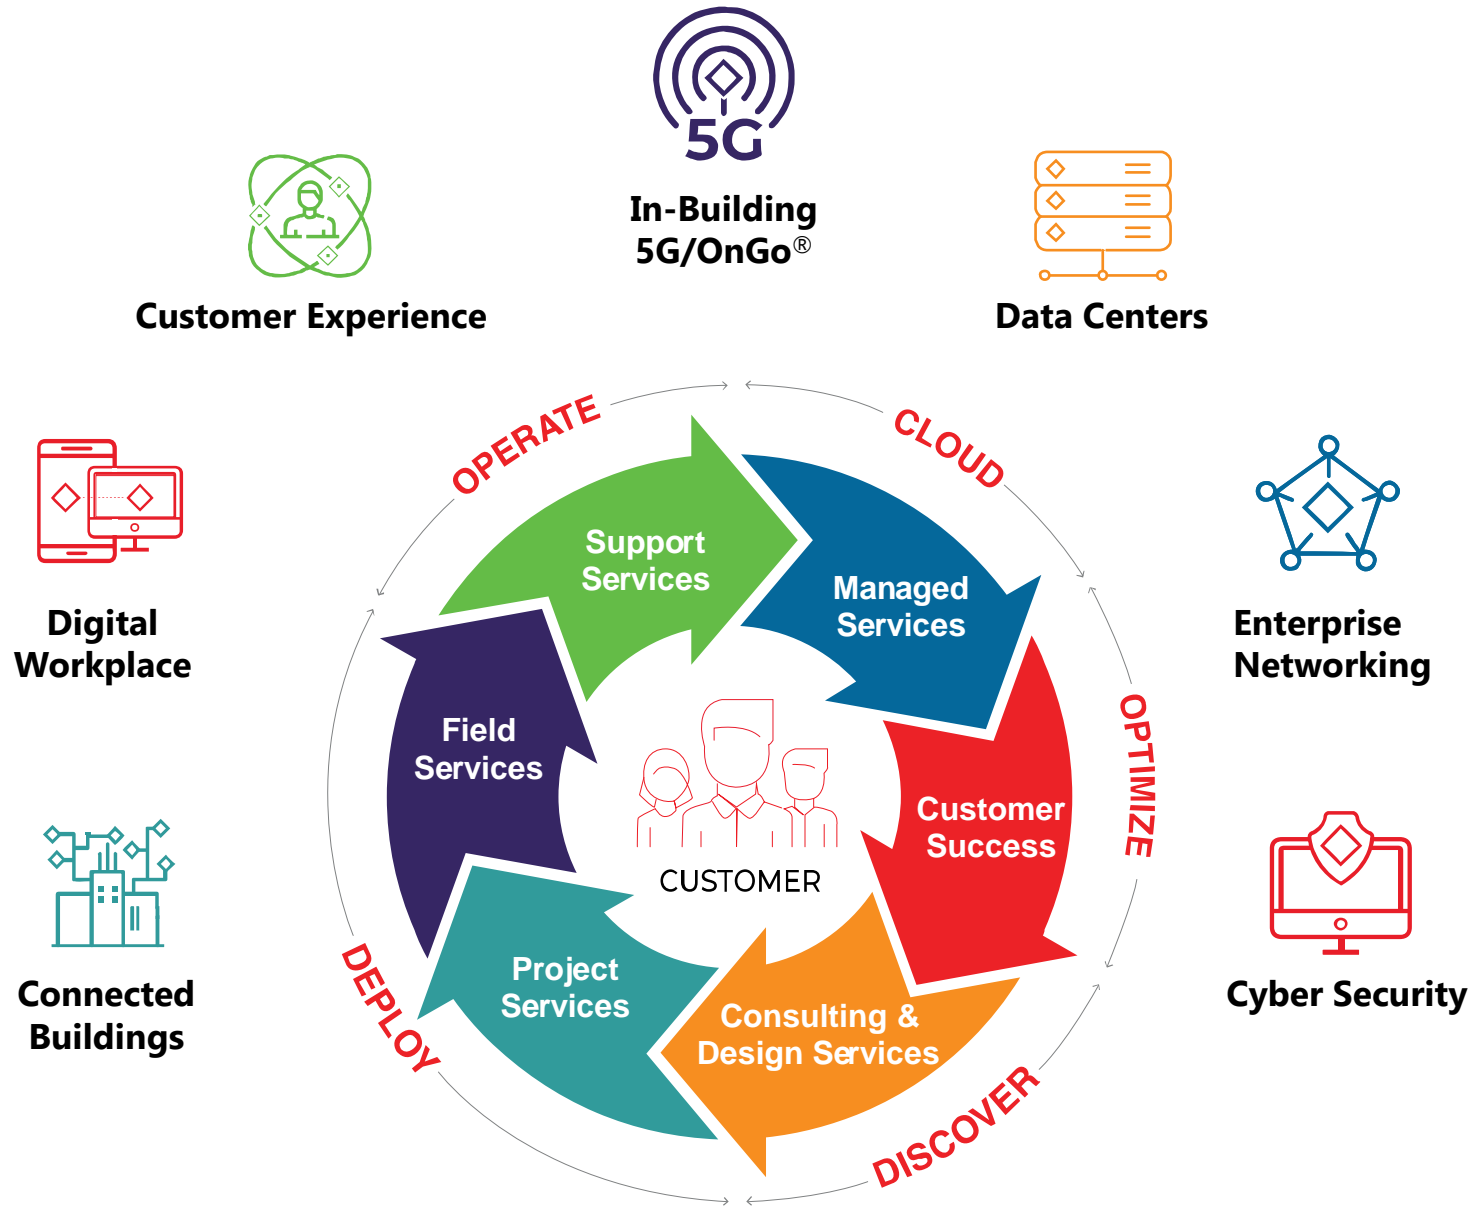 5G
In-Building
5G/OnGo®
Customer Experience
Data Centers
OPERATE
CLOUD
Digital
Workplace
Support
Services
Managed
Services
Enterprise
Networking
Field
Services
OPTIMIZE
Customer
Success
CUSTOMER
Connected
Buildings
DEPLOY
Project
Services
Consulting &
Design Services
Cyber Security
DISCOVER